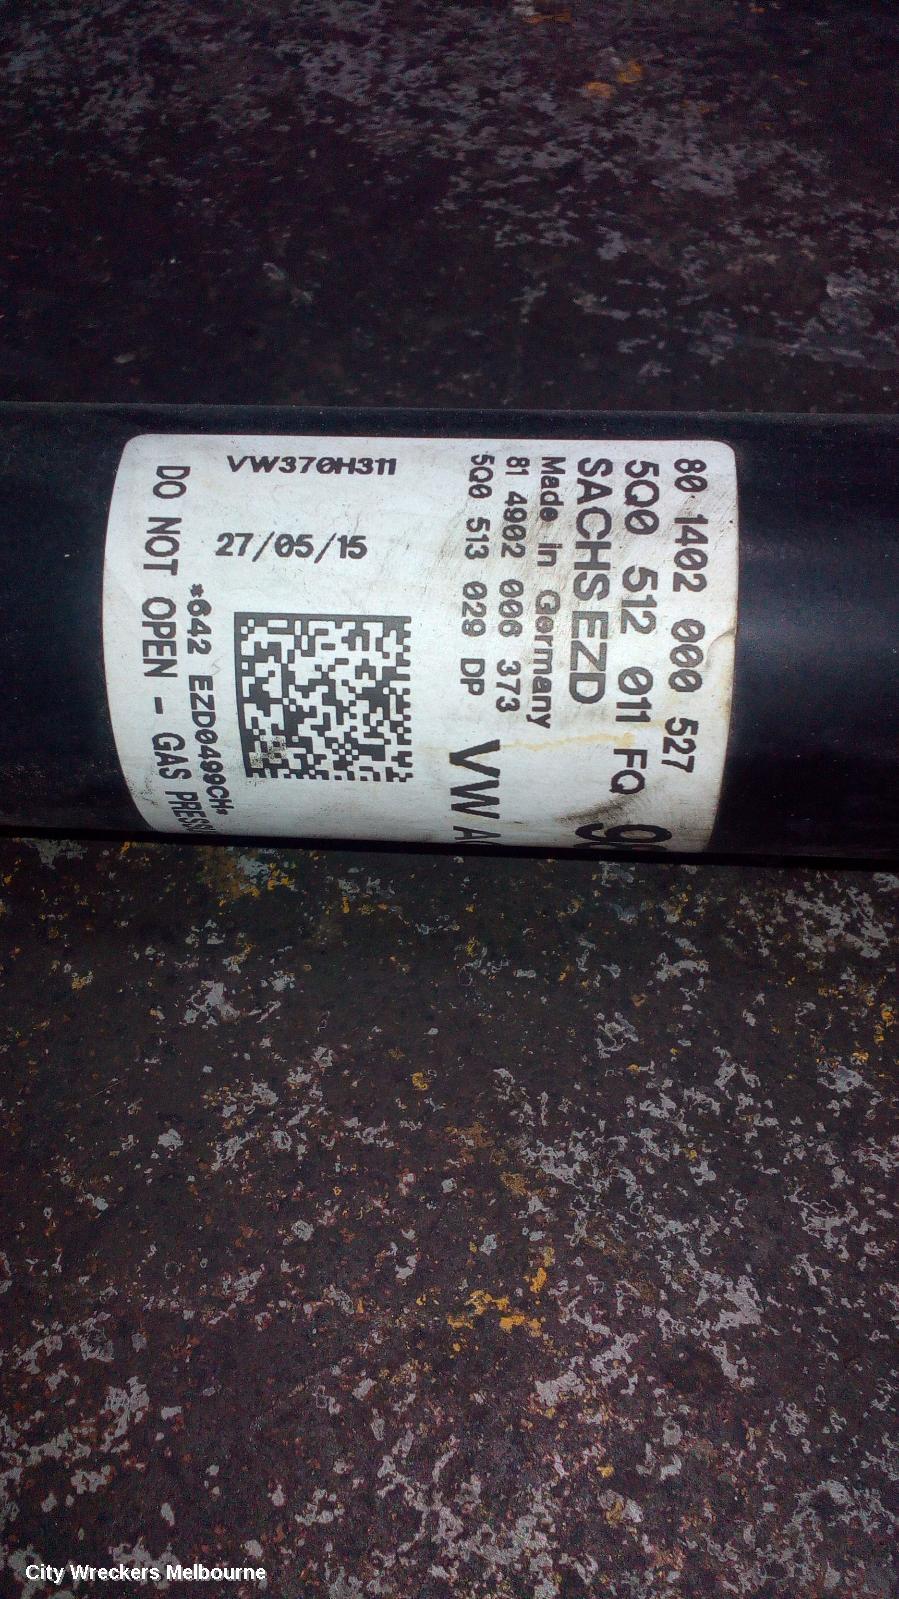 80 1402 000 527
5Q0 512 011 FQ
SACHS EZD
Made in Germany
81 4902 006 373
5Q0 513 029 DP
VW
VW370H311
27/05/15
*642 EZD0499CH*
DO NOT OPEN - GAS
City Wreckers Melbourne